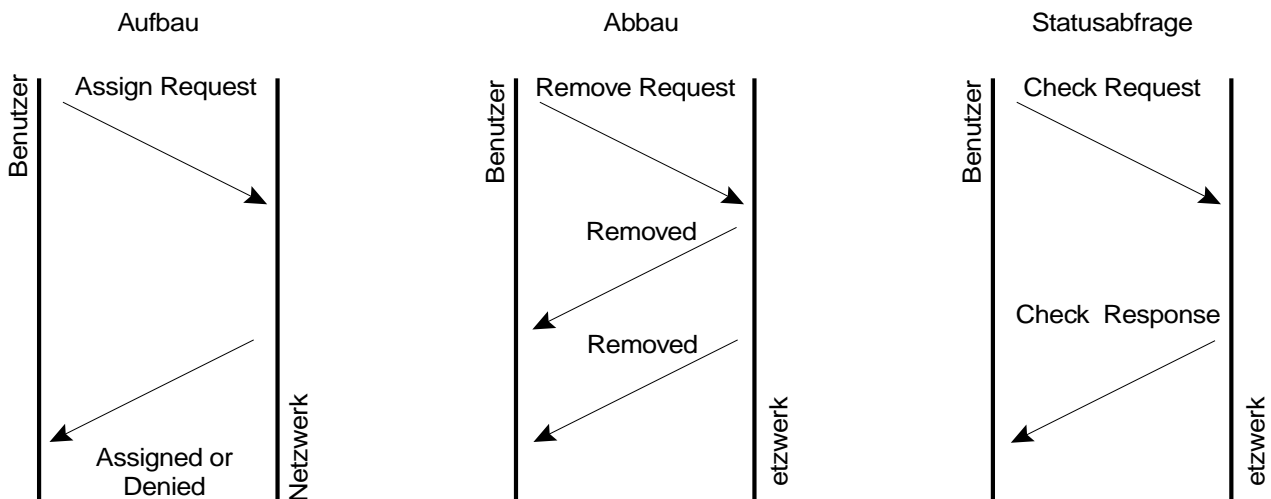 Aufbau
Benutzer
Assign Request
Assigned or
Denied
Netzwerk
Abbau
Benutzer
Remove Request
Removed
Removed
etzwerk
Statusabfrage
Benutzer
Check Request
Check Response
etzwerk